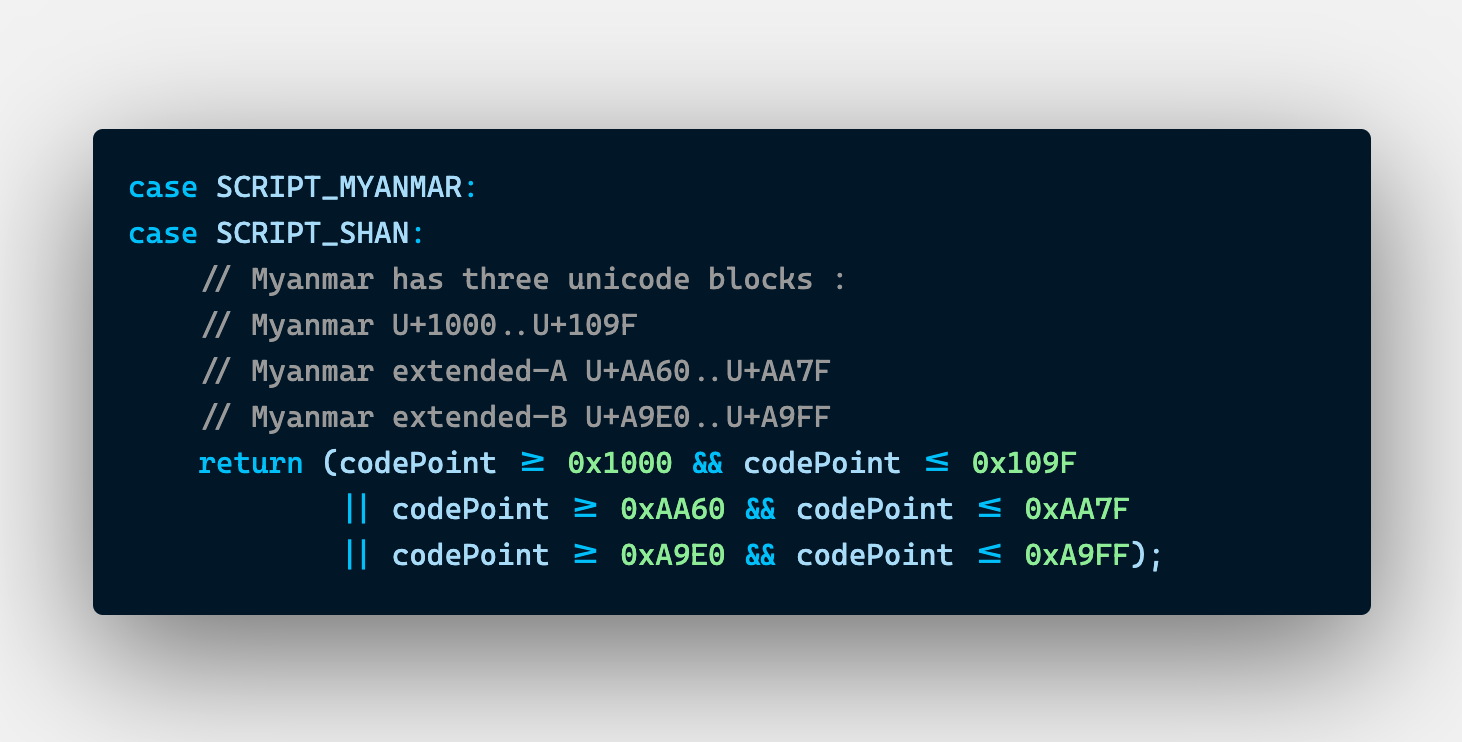 case SCRIPT_MYANMAR:
case SCRIPT_SHAN:
    // Myanmar has three unicode blocks :
    // Myanmar U+1000..U+109F
    // Myanmar extended-A U+AA60..U+AA7F
    // Myanmar extended-B U+A9E0..U+A9FF
    return (codePoint ≥ 0x1000 && codePoint ≤ 0x109F
            || codePoint ≥ 0xAA60 && codePoint ≤ 0xAA7F
            || codePoint ≥ 0xA9E0 && codePoint ≤ 0xA9FF);